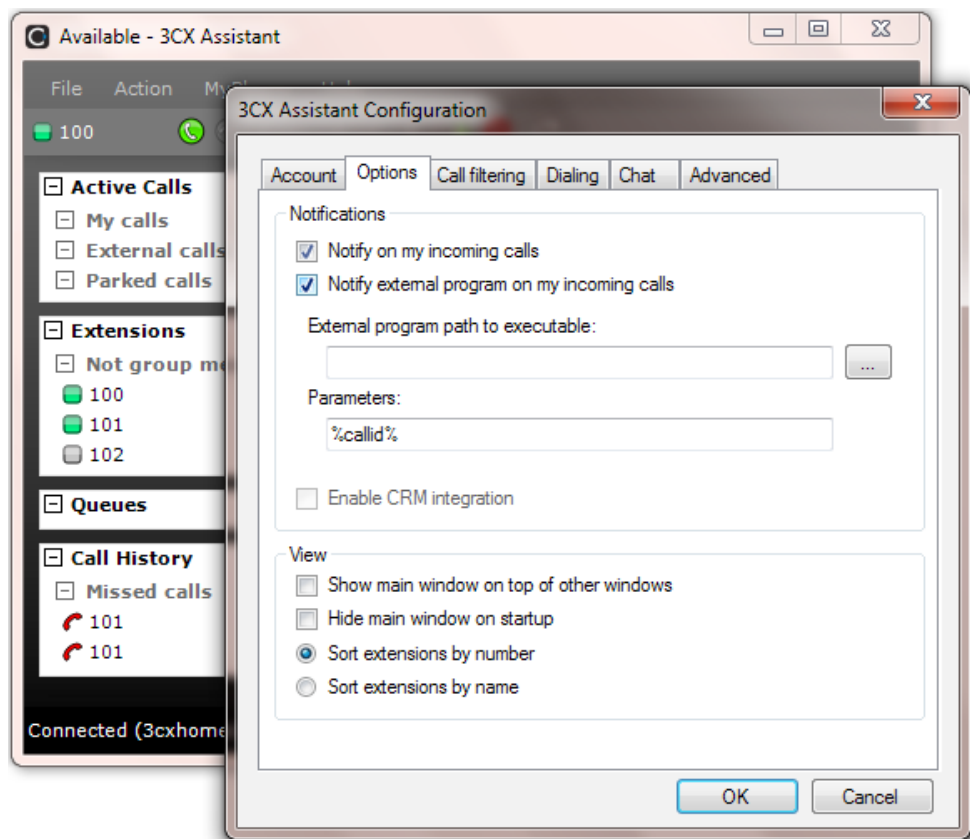 Available - 3CX Assistant
File Action
100
Active Calls
My calls
External calls
Parked calls
Extensions
Not group
100
101
102
Queues
Call History
Missed calls
101
101
Connected (3cxhome
3CX Assistant Configuration
Account Options Call filtering Dialing Chat Advanced
Notifications
Notify on my incoming calls
Notify external program on my incoming calls
External program path to executable:
...
Parameters:
%callid%
Enable CRM integration
View
Show main window on top of other windows
Hide main window on startup
Sort extensions by number
Sort extensions by name
OK Cancel